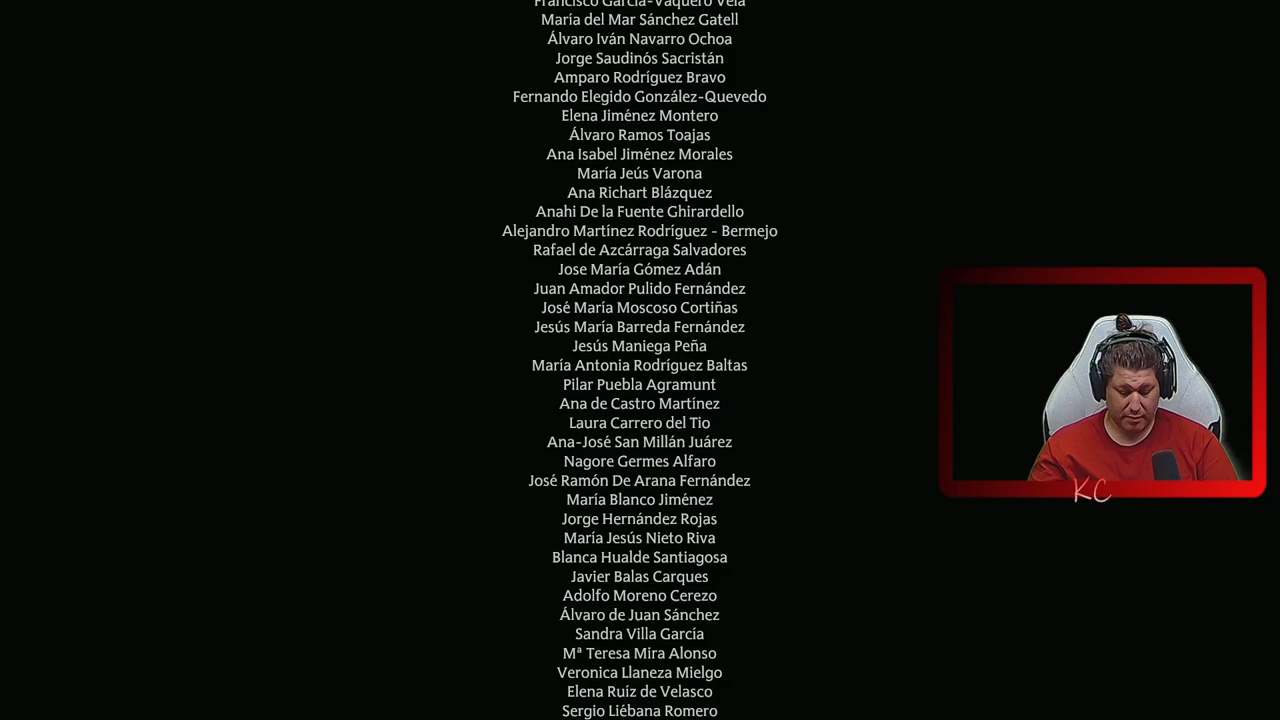 Francisco García-Vaquero Vela
María del Mar Sánchez Gatell
Álvaro Iván Navarro Ochoa
Jorge Saudinós Sacristán
Amparo Rodríguez Bravo
Fernando Elegido González-Quevedo
Elena Jiménez Montero
Álvaro Ramos Toajas
Ana Isabel Jiménez Morales
María Jeús Varona
Ana Richart Blázquez
Anahi De la Fuente Ghirardello
Alejandro Martínez Rodríguez - Bermejo
Rafael de Azcárraga Salvadores
Jose María Gómez Adán
Juan Amador Pulido Fernández
José María Moscoso Cortiñas
Jesús María Barreda Fernández
Jesús Maniega Peña
María Antonia Rodríguez Baltas
Pilar Puebla Agramunt
Ana de Castro Martínez
Laura Carrero del Tio
Ana-José San Millán Juárez
Nagore Germes Alfaro
José Ramón De Arana Fernández
María Blanco Jiménez
Jorge Hernández Rojas
María Jesús Nieto Riva
Blanca Hualde Santiagosa
Javier Balas Carques
Adolfo Moreno Cerezo
Álvaro de Juan Sánchez
Sandra Villa García
Mª Teresa Mira Alonso
Veronica Llaneza Mielgo
Elena Ruíz de Velasco
Sergio Liébana Romero
KC